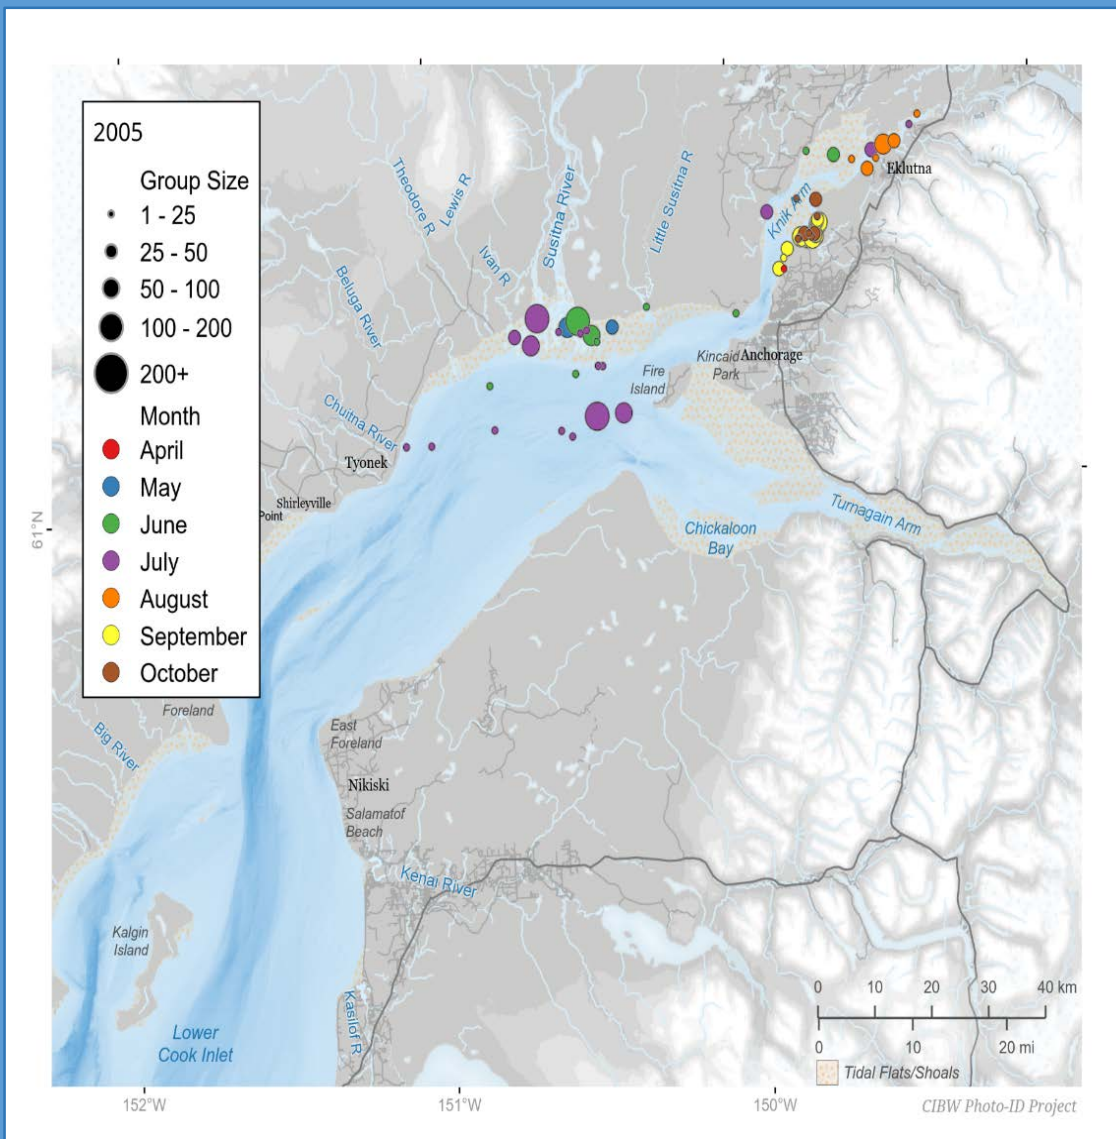 2005
Group Size
1 - 25
25 - 50
50 - 100
100 - 200
200+
Month
April
May
June
July
August
September
October
Theodore R
Lewis R
Ivan R
Susitna River
Little Susitna R
Beluga River
Knik Arm
Eklutna
Kincaid
Park
Anchorage
Fire
Island
Chuitna River
Tyonek
Shirleyville
Point
Chickaloon
Bay
Turnagain Arm
61°N
Foreland
Big River
East
Foreland
Nikiski
Salamatof
Beach
Kenai River
Kalgin
Island
Kasilof R
Lower
Cook Inlet
0 10 20 30 40 km
0 10 20 mi
Tidal Flats/Shoals
152°W 151°W 150°W
CIBW Photo-ID Project